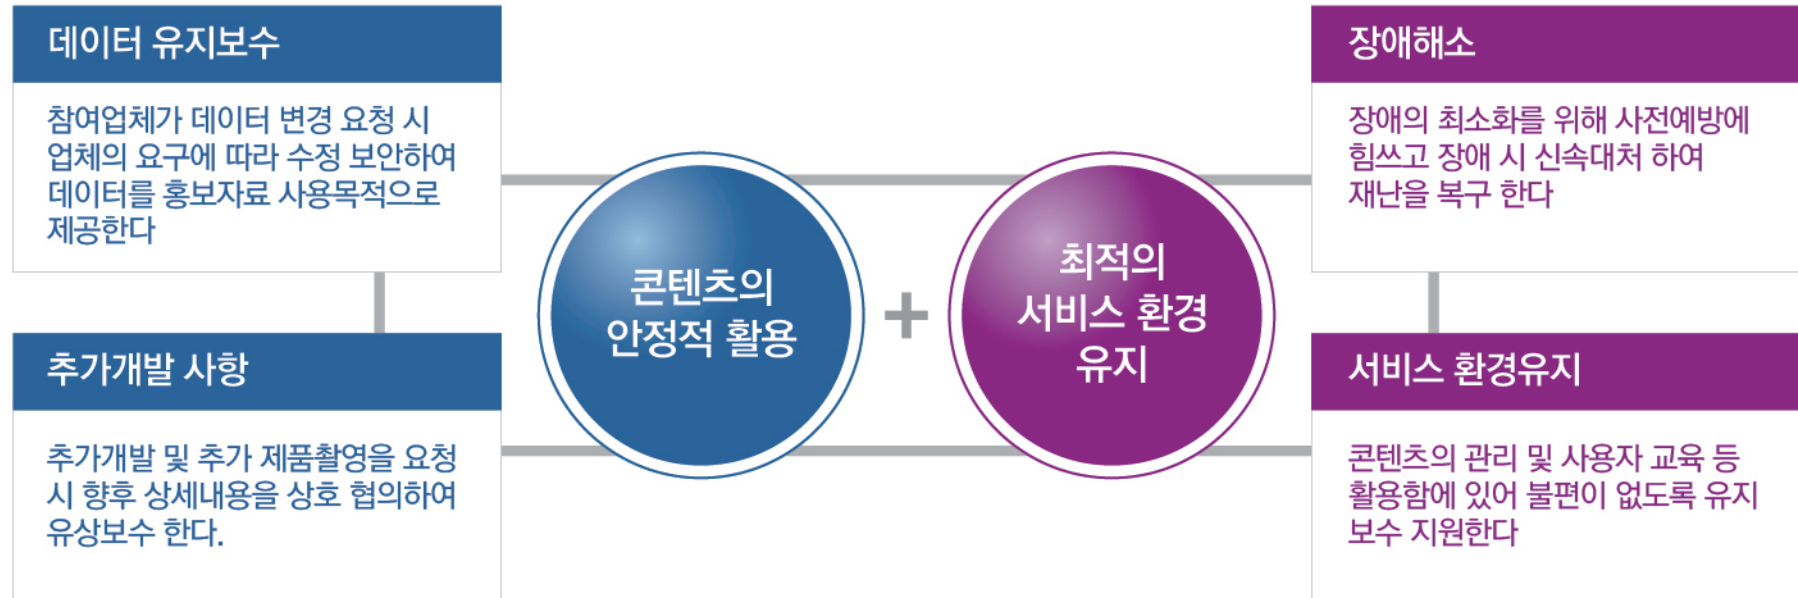 데이터 유지보수
참여업체가 데이터 변경 요청 시
업체의 요구에 따라 수정 보안하여
데이터를 홍보자료 사용목적으로
제공한다
추가개발 사항
추가개발 및 추가 제품촬영을 요청
시 향후 상세내용을 상호 협의하여
유상보수 한다.
콘텐츠의
안정적 활용
+
최적의
서비스 환경
유지
장애해소
장애의 최소화를 위해 사전예방에
힘쓰고 장애 시 신속대처 하여
재난을 복구 한다
서비스 환경유지
콘텐츠의 관리 및 사용자 교육 등
활용함에 있어 불편이 없도록 유지
보수 지원한다